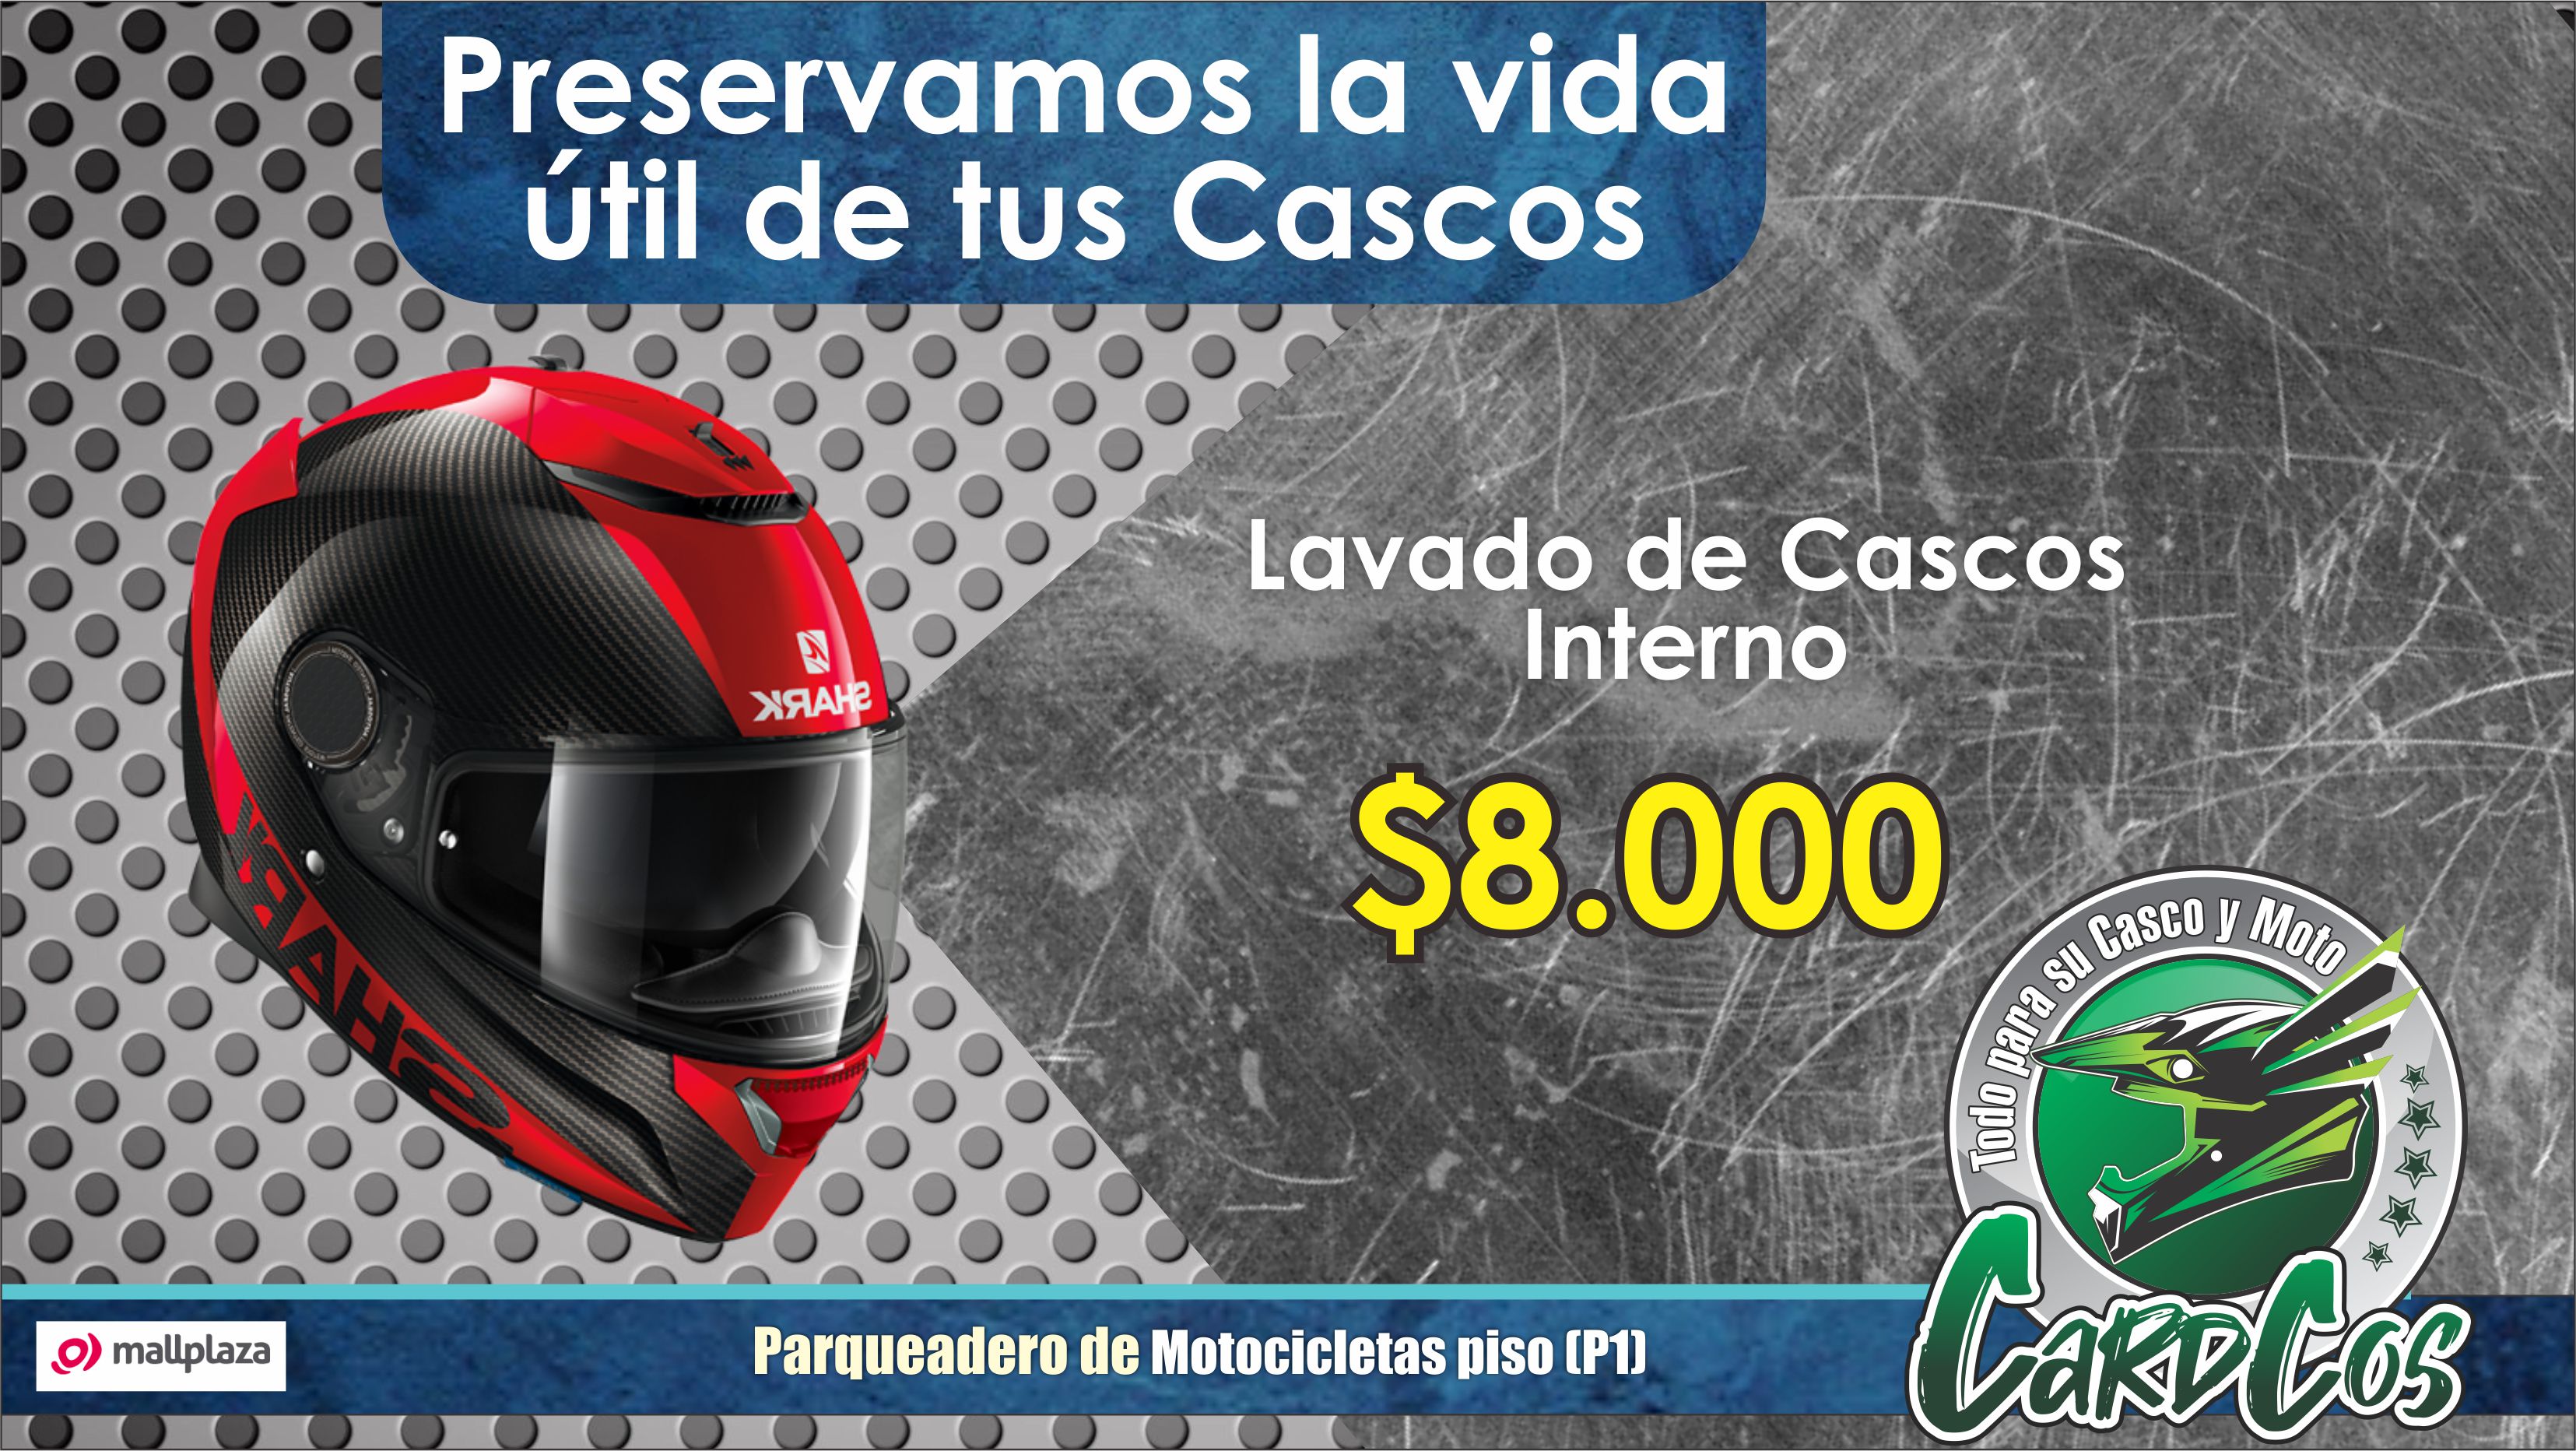 Preservamos la vida
útil de tus Cascos
SHARK
SHARK
Lavado de Cascos
Interno
$8.000
Todo para su Casco y Moto
CardCos
mallplaza
Parqueadero de Motocicletas piso (P1)